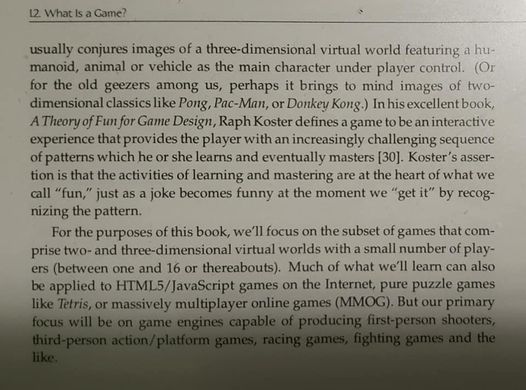 1.2. What Is a Game?
usually conjures images of a three-dimensional virtual world featuring a hu-
manoid, animal or vehicle as the main character under player control. (Or
for the old geezers among us, perhaps it brings to mind images of two-
dimensional classics like Pong, Pac-Man, or Donkey Kong.) In his excellent book,
A Theory of Fun for Game Design, Raph Koster defines a game to be an interactive
experience that provides the player with an increasingly challenging sequence
of patterns which he or she learns and eventually masters [30]. Koster's asser-
tion is that the activities of learning and mastering are at the heart of what we
call "fun," just as a joke becomes funny at the moment we "get it" by recog-
nizing the pattern.
For the purposes of this book, we'll focus on the subset of games that com-
prise two- and three-dimensional virtual worlds with a small number of play-
ers (between one and 16 or thereabouts). Much of what we'll learn can also
be applied to HTML5/JavaScript games on the Internet, pure puzzle games
like Tetris, or massively multiplayer online games (MMOG). But our primary
focus will be on game engines capable of producing first-person shooters,
third-person action/platform games, racing games, fighting games and the
like.